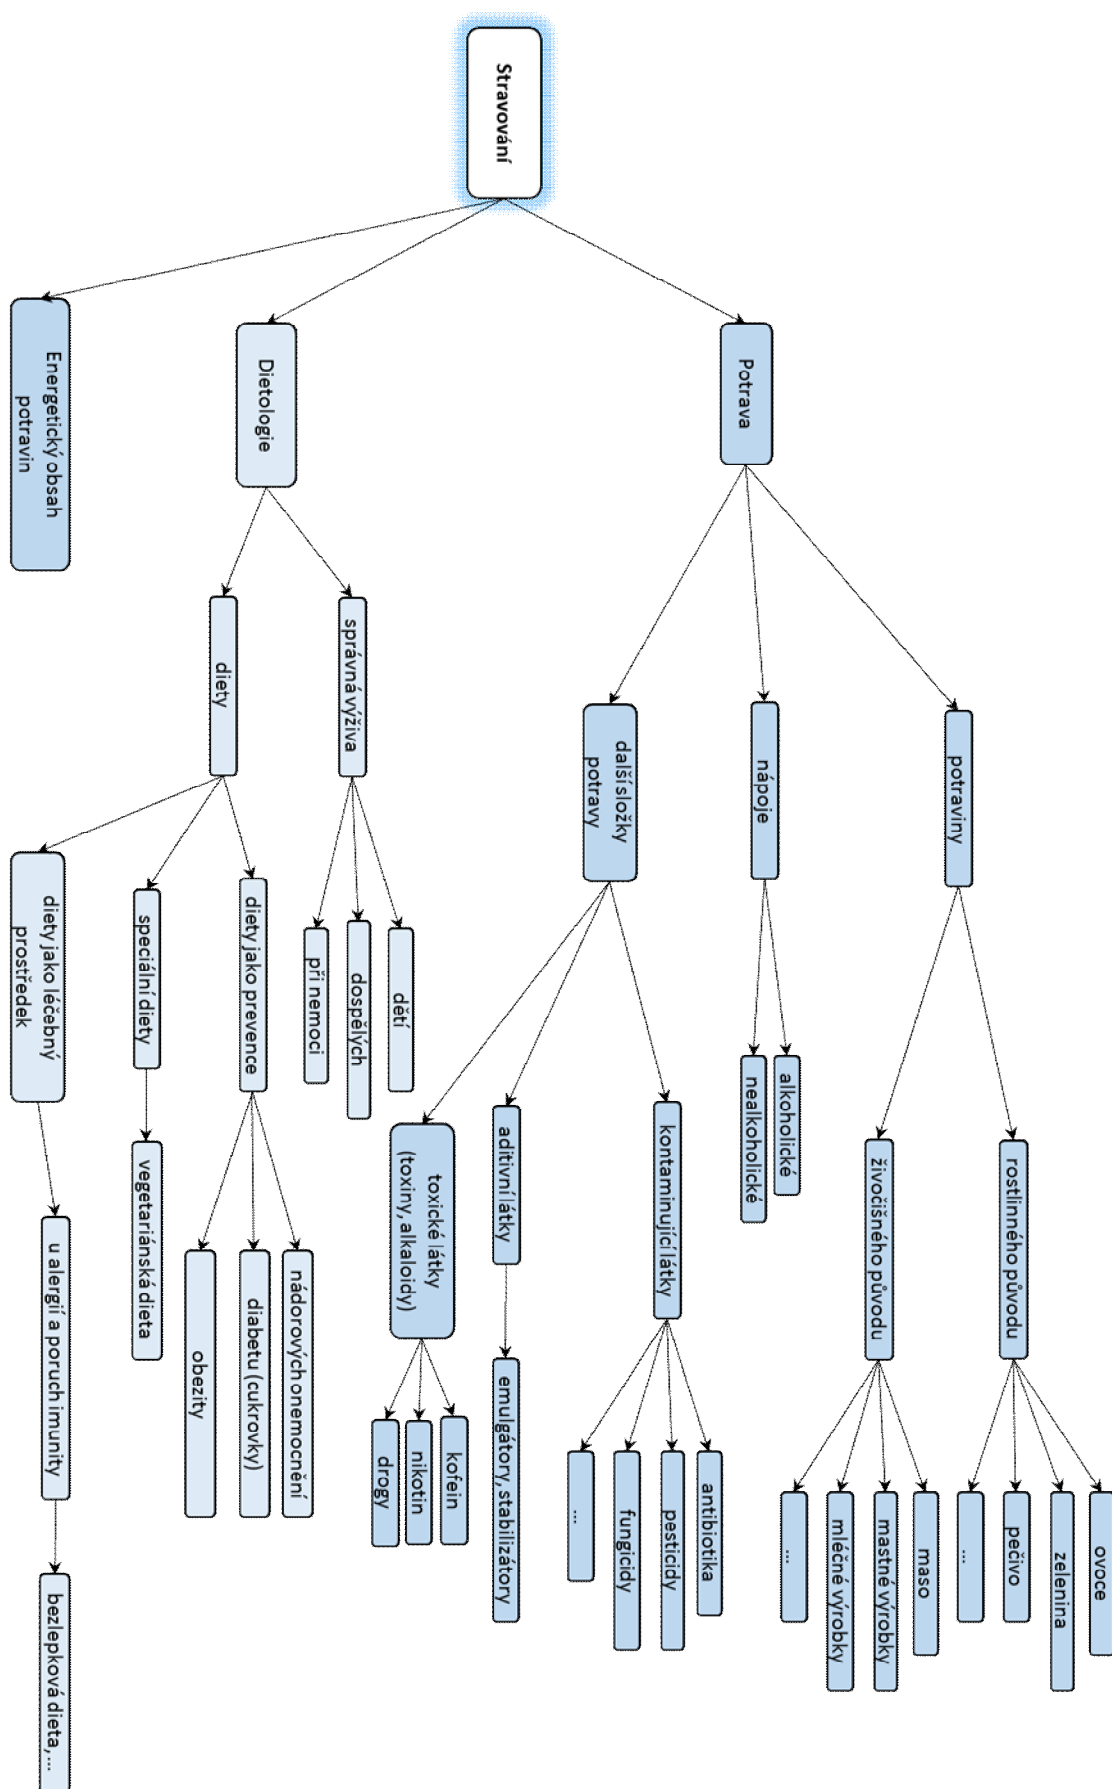 Stravování
Potrava
Dietologie
Energetický obsah
potravin
potraviny
nápoje
další složky
potravy
správná výživa
diety
rostlinného původu
živočišného původu
alkoholické
nealkoholické
kontaminující látky
aditivní látky
toxické látky
(toxiny, alkaloidy)
dětí
dospělých
při nemoci
diety jako prevence
speciální diety
diety jako léčebný
prostředek
ovoce
zelenina
pečivo
...
maso
mastné výrobky
mléčné výrobky
...
antibiotika
pesticidy
fungicidy
...
emulgátory, stabilizátory
kofein
nikotin
drogy
nádorových onemocnění
diabetu (cukrovky)
obezity
vegetariánská dieta
u alergií a poruch imunity
bezlepková dieta, ...